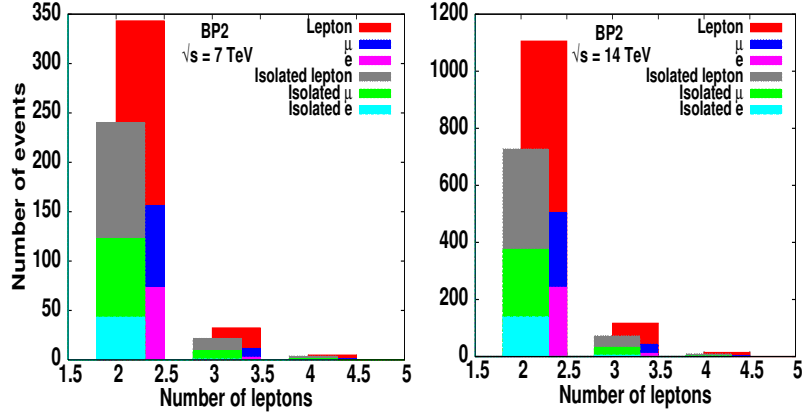 BP2
√s = 7 TeV
Lepton
μ
e
Isolated lepton
Isolated μ
Isolated e
Number of events
350
300
250
200
150
100
50
0
1.5 2 2.5 3 3.5 4 4.5 5
Number of leptons
BP2
√s = 14 TeV
Lepton
μ
e
Isolated lepton
Isolated μ
Isolated e
1200
1000
800
600
400
200
0
1.5 2 2.5 3 3.5 4 4.5 5
Number of leptons